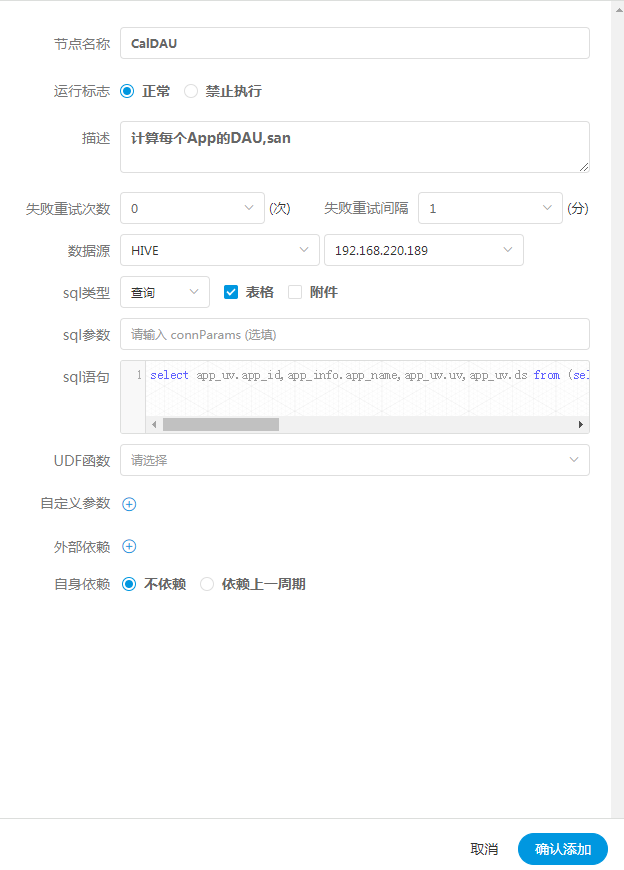 节点名称 CalDAU
运行标志 正常 禁止执行
描述 计算每个App的DAU,san
失败重试次数 0 (次) 失败重试间隔 1 (分)
数据源 HIVE 192.168.220.189
sql类型 查询 表格 附件
sql参数 请输入 connParams (选填)
sql语句 1 select app_uv.app_id,app_info.app_name,app_uv.uv,app_uv.ds from (sel
UDF函数 请选择
自定义参数
外部依赖
自身依赖 不依赖 依赖上一周期
取消 确认添加